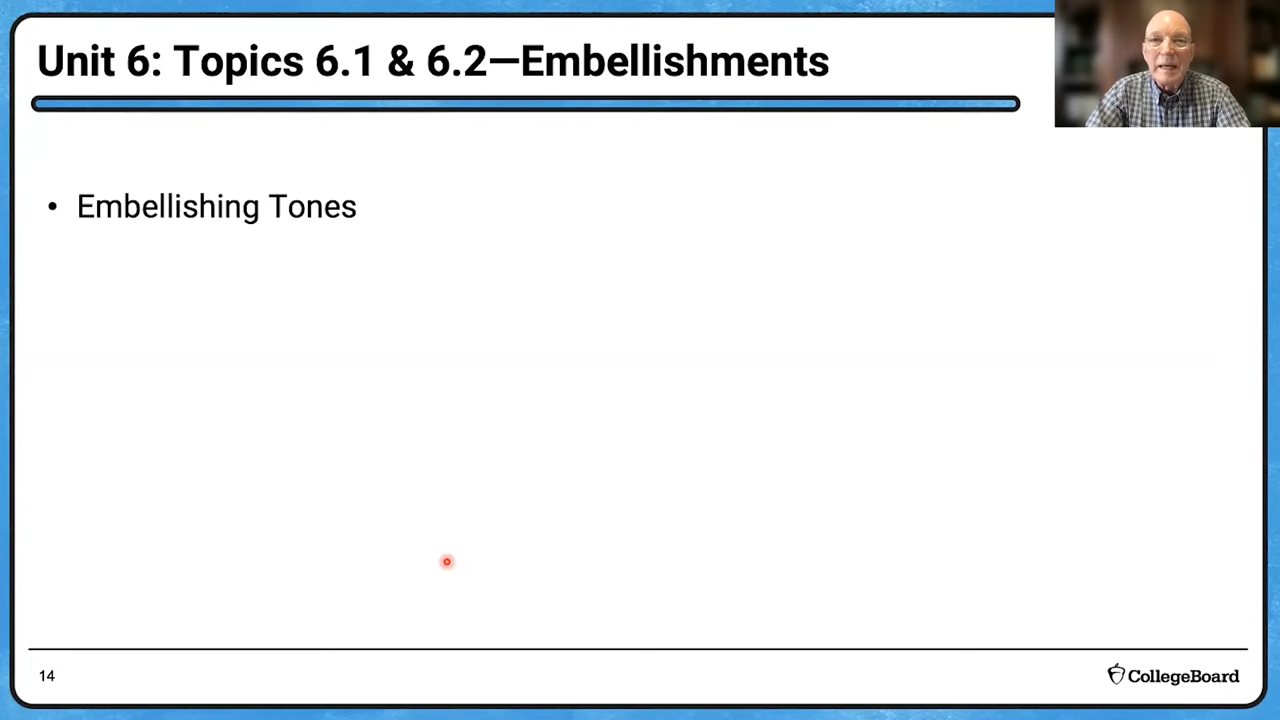 Unit 6: Topics 6.1 & 6.2—Embellishments
• Embellishing Tones
14
CollegeBoard